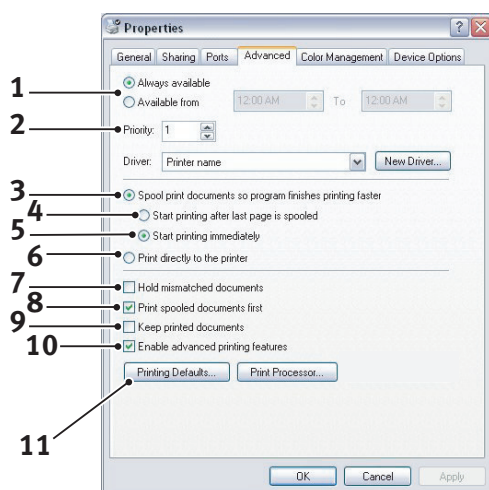 Properties
General Sharing Ports Advanced Color Management Device Options
1
Always available
Available from 12:00 AM To 12:00 AM
2
Priority: 1
Driver: Printer name New Driver...
3
Spool print documents so program finishes printing faster
4
Start printing after last page is spooled
5
Start printing immediately
6
Print directly to the printer
7
Hold mismatched documents
8
Print spooled documents first
9
Keep printed documents
10
Enable advanced printing features
Printing Defaults... Print Processor...
11
OK Cancel Apply